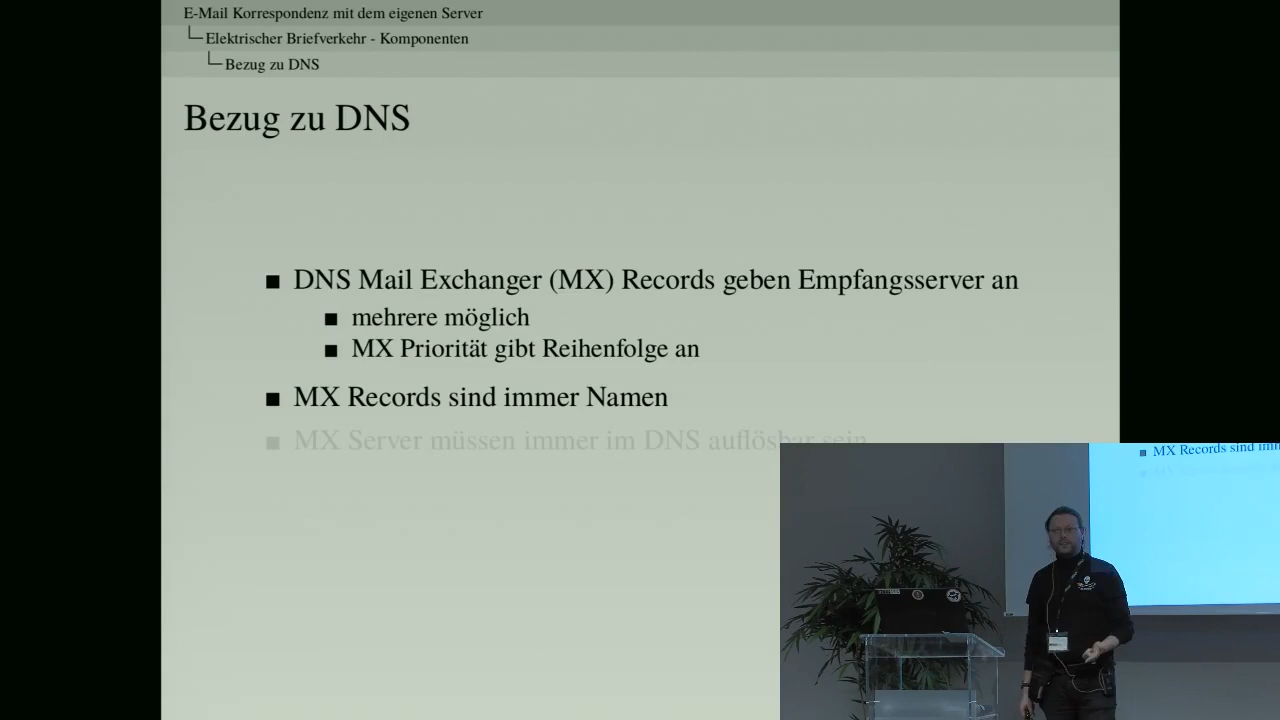 E-Mail Korrespondenz mit dem eigenen Server
Elektrischer Briefverkehr - Komponenten
Bezug zu DNS
Bezug zu DNS
DNS Mail Exchanger (MX) Records geben Empfangsserver an
mehrere möglich
MX Priorität gibt Reihenfolge an
MX Records sind immer Namen
MX Server müssen immer im DNS auflösbar sein
MX Records sind